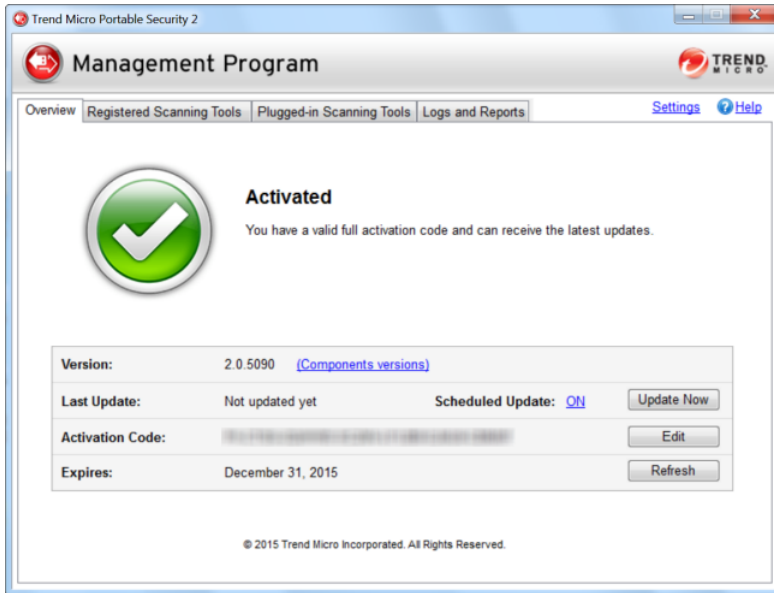 Trend Micro Portable Security 2
Management Program
TREND
MICRO
Overview Registered Scanning Tools Plugged-in Scanning Tools Logs and Reports Settings Help
Activated
You have a valid full activation code and can receive the latest updates.
Version: 2.0.5090 (Components versions)
Last Update: Not updated yet Scheduled Update: ON Update Now
Activation Code: Edit
Expires: December 31, 2015 Refresh
© 2015 Trend Micro Incorporated. All Rights Reserved.